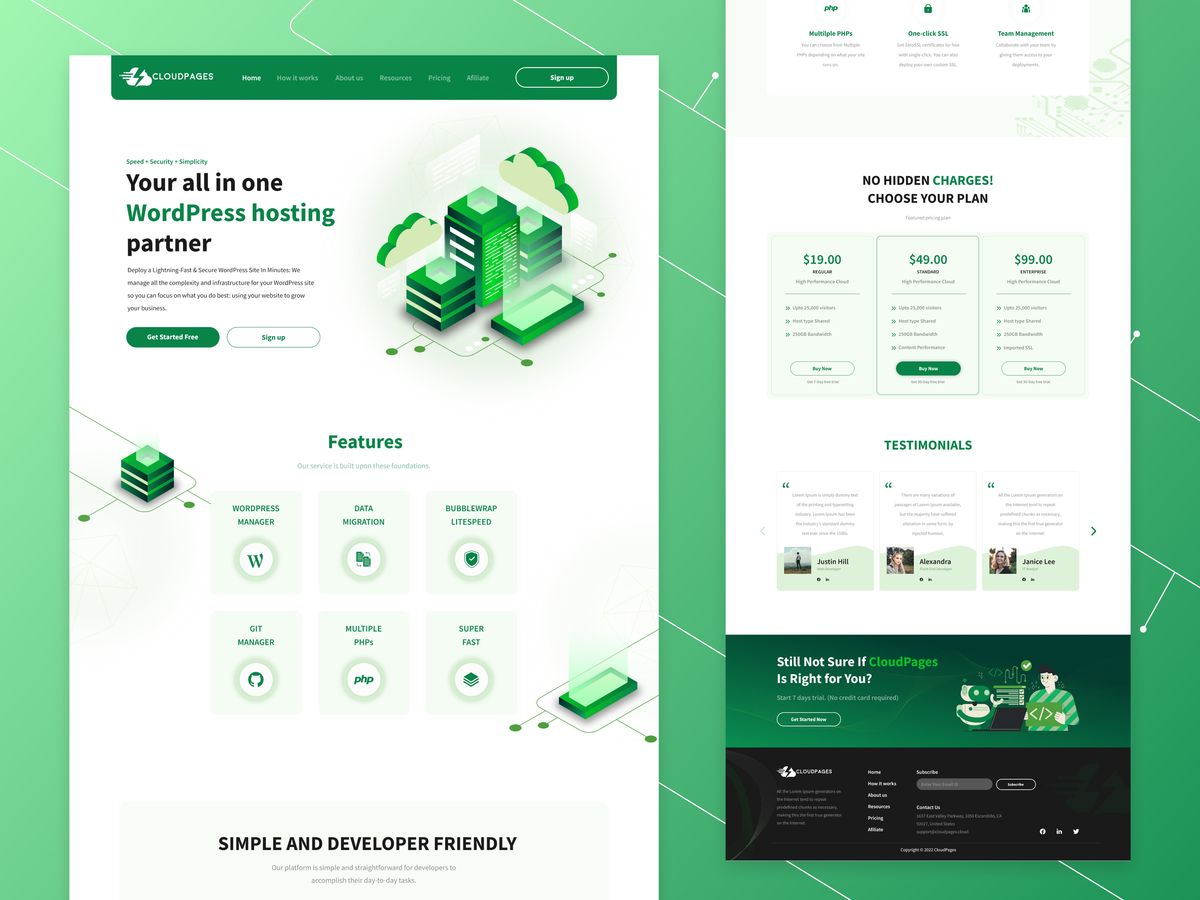 CLOUDPAGES
Home
How it works
About us
Resources
Pricing
Afiliate
Sign up
Speed + Security + Simplicity
Your all in one
WordPress hosting
partner
Deploy a Lightning-Fast & Secure WordPress Site In Minutes: We
manage all the complexity and infrastructure for your WordPress site
so you can focus on what you do best: using your website to grow
your business.
Get Started Free
Sign up
Features
Our service is built upon these foundations.
WORDPRESS
MANAGER
DATA
MIGRATION
BUBBLEWRAP
LITESPEED
GIT
MANAGER
MULTIPLE
PHPs
php
SUPER
FAST
SIMPLE AND DEVELOPER FRIENDLY
Our platform is simple and straightforward for developers to
accomplish their day-to-day tasks.
php
Multilple PHPs
You can choose from Multiple
PHPs depending on what your site
runs on.
One-click SSL
Get ZeroSSL certificates for free
with simple click. You can also
deploy your own custom SSL.
Team Management
Collaborate with your team by
giving them access to your
deployments.
NO HIDDEN CHARGES!
CHOOSE YOUR PLAN
Featured pricing plan
$19.00
REGULAR
High Performance Cloud
Upto 25,000 visitors
Host type Shared
250GB Bandwidth
Buy Now
Get 7 Day free trial
$49.00
STANDARD
High Performance Cloud
Upto 25,000 visitors
Host type Shared
250GB Bandwidth
Content Performance
Buy Now
Get 30 Day free trial
$99.00
ENTERPRISE
High Performance Cloud
Upto 25,000 visitors
Host type Shared
250GB Bandwidth
Imported SSL
Buy Now
Get 30 Day free trial
TESTIMONIALS
“
Lorem Ipsum is simply dummy text
of the printing and typesetting
industry. Lorem Ipsum has been
the industry's standard dummy
text ever since the 1500s.
Justin Hill
Web Developer
“
There are many variations of
passages of Lorem Ipsum available,
but the majority have suffered
alteration in some form, by
injected humour.
Alexandra
Front End Developer
“
All the Lorem Ipsum generators on
the Internet tend to repeat
predefined chunks as necessary,
making this the first true generator
on the Internet
Janice Lee
IT Analyst
Still Not Sure If CloudPages
Is Right for You?
Start 7 days trial. (No credit card required)
Get Started Now
</>
</>
CLOUDPAGES
All the Lorem Ipsum generators on
the Internet tend to repeat
predefined chunks as necessary,
making this the first true generator
on the Internet.
Home
How it works
About us
Resources
Pricing
Afiliate
Subscribe
Enter Your Email ID
Subscribe
Contact Us
1637 East Valley Parkway, 1050 Escondido, CA
92027, United States
support@cloudpages.cloud
Copyright © 2022 CloudPages